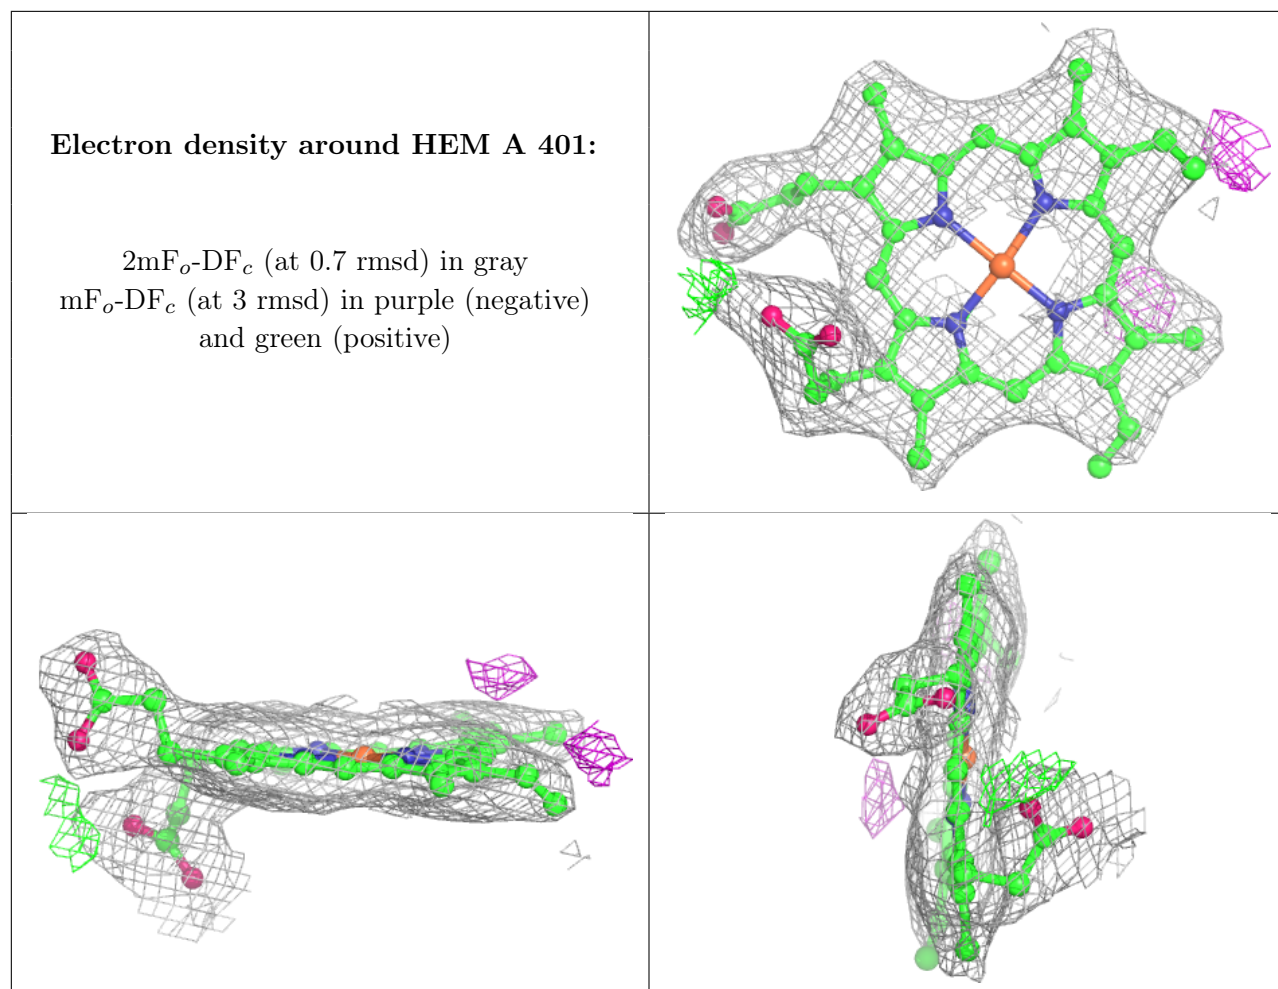 Electron density around HEM A 401:
2mFo-DFc (at 0.7 rmsd) in gray
mFo-DFc (at 3 rmsd) in purple (negative)
and green (positive)